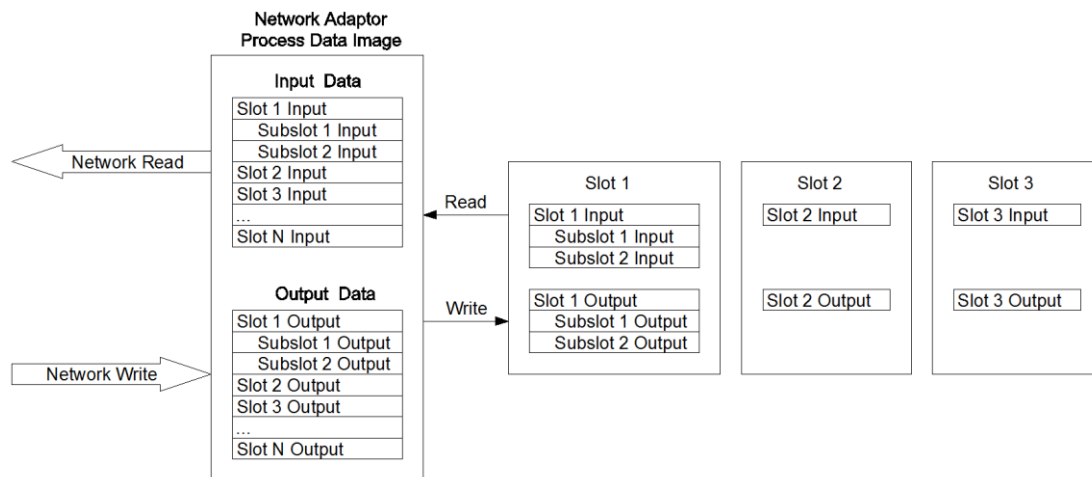 Network Adaptor
Process Data Image
Input Data
Slot 1 Input
Subslot 1 Input
Subslot 2 Input
Slot 2 Input
Slot 3 Input
...
Slot N Input
Network Read
Output Data
Slot 1 Output
Subslot 1 Output
Subslot 2 Output
Slot 2 Output
Slot 3 Output
...
Slot N Output
Network Write
Read
Write
Slot 1
Slot 1 Input
Subslot 1 Input
Subslot 2 Input
Slot 1 Output
Subslot 1 Output
Subslot 2 Output
Slot 2
Slot 2 Input
Slot 2 Output
Slot 3
Slot 3 Input
Slot 3 Output